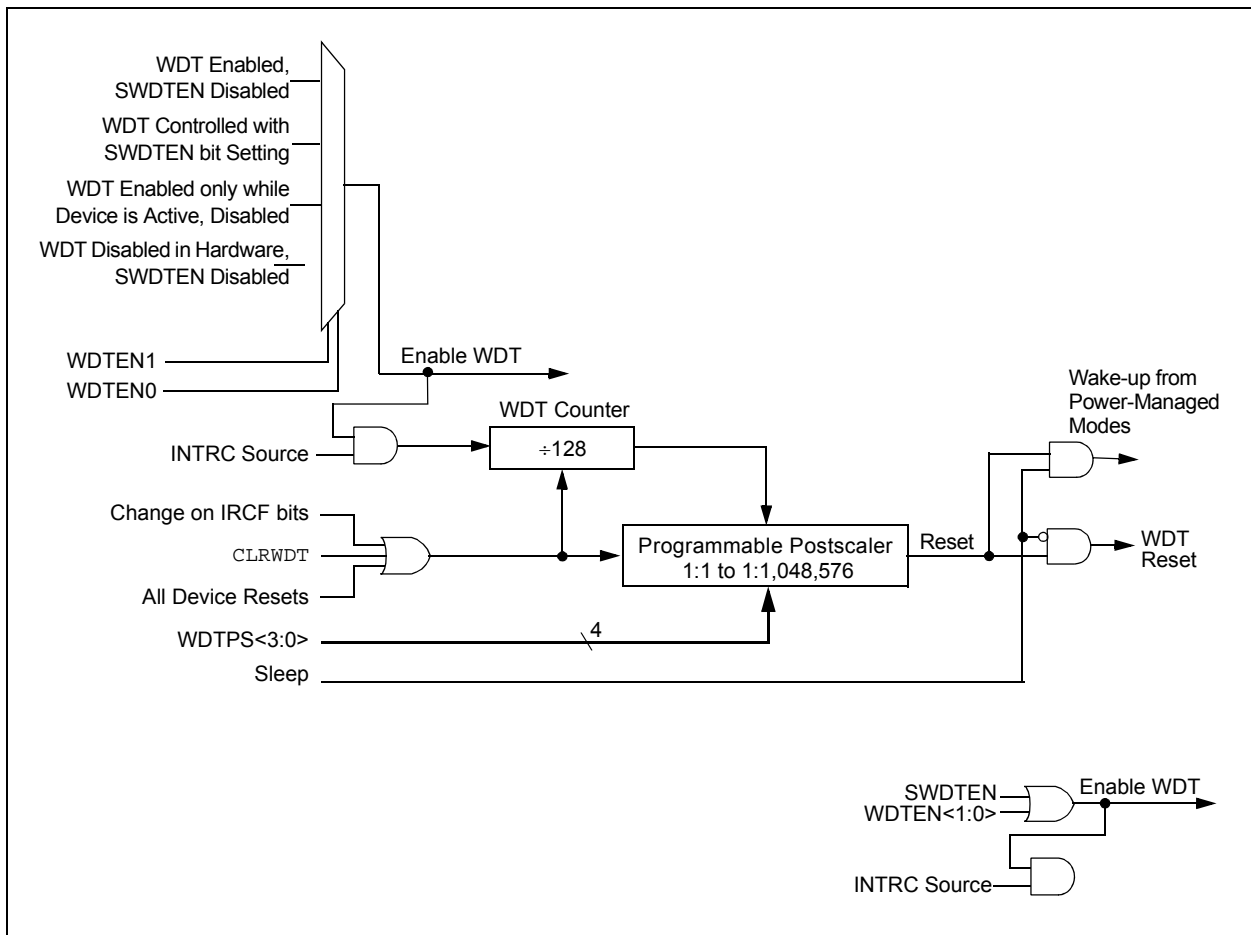 WDT Enabled,
SWDTEN Disabled
WDT Controlled with
SWDTEN bit Setting
WDT Enabled only while
Device is Active, Disabled
WDT Disabled in Hardware,
SWDTEN Disabled
WDTEN1
WDTEN0
Enable WDT
WDT Counter
INTRC Source
÷128
Wake-up from
Power-Managed
Modes
Change on IRCF bits
CLRWDT
All Device Resets
Programmable Postscaler
1:1 to 1:1,048,576
Reset
WDT
Reset
WDTPS<3:0>
4
Sleep
SWDTEN
WDTEN<1:0>
Enable WDT
INTRC Source